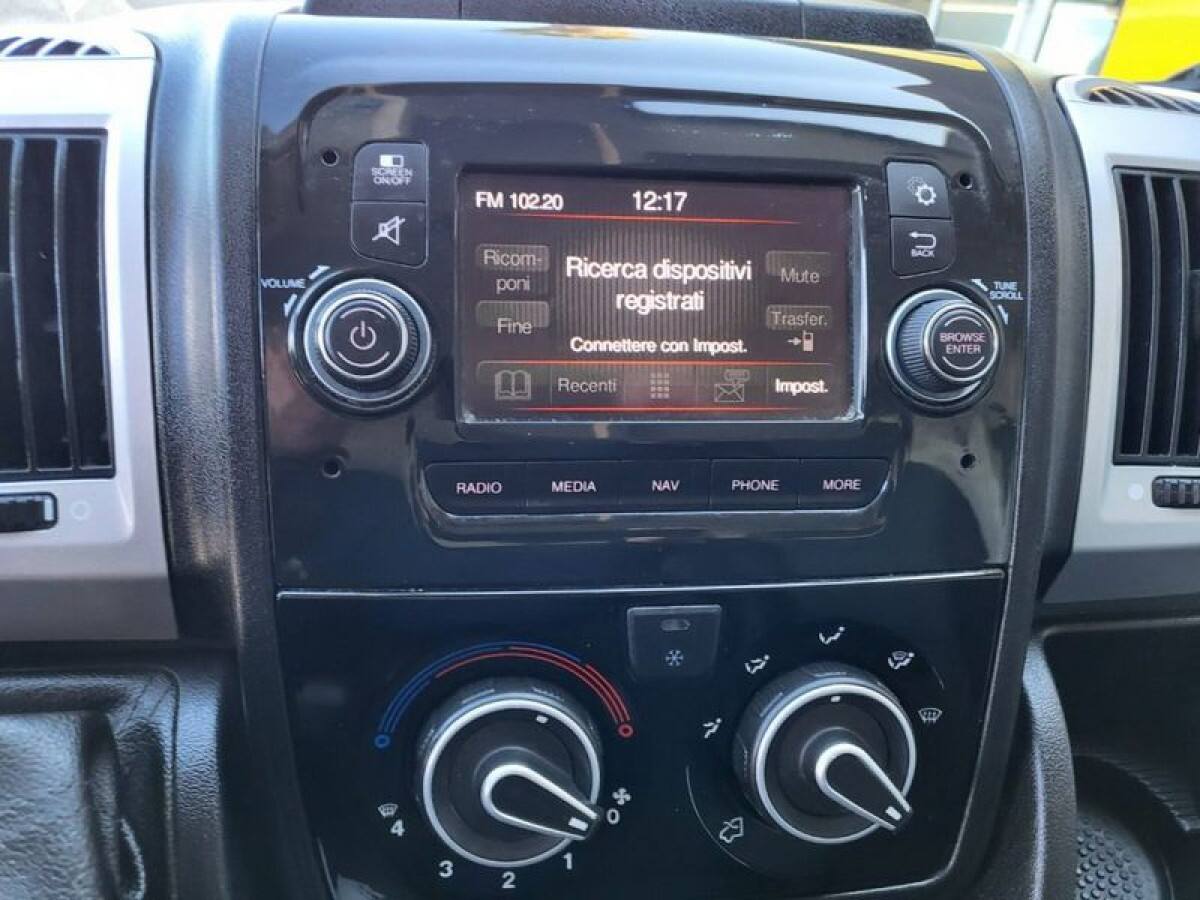 SCREEN
ON/OFF
VOLUME
FM 102.20 12:17
Ricom-
poni
Fine
Ricerca dispositivi
registrati
Connettere con Impost.
Mute
Trasfer.
Recenti
Impost.
BACK
TUNE
SCROLL
BROWSE
ENTER
RADIO MEDIA NAV PHONE MORE
0
1
2
3
4